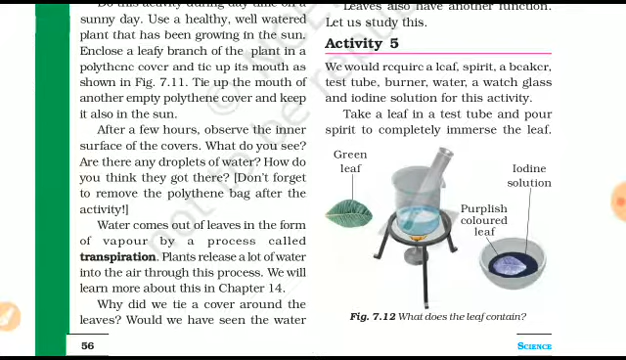 Do this activity during day time on a
sunny day. Use a healthy, well watered
plant that has been growing in the sun.
Enclose a leafy branch of the plant in a
polythene cover and tie up its mouth as
shown in Fig. 7.11. Tie up the mouth of
another empty polythene cover and keep
it also in the sun.
After a few hours, observe the inner
surface of the covers. What do you see?
Are there any droplets of water? How do
you think they got there? [Don't forget
to remove the polythene bag after the
activity!]
Water comes out of leaves in the form
of vapour by a process called
transpiration. Plants release a lot of water
into the air through this process. We will
learn more about this in Chapter 14.
Why did we tie a cover around the
leaves? Would we have seen the water
56
Leaves also have another function.
Let us study this.
Activity 5
We would require a leaf, spirit, a beaker,
test tube, burner, water, a watch glass
and iodine solution for this activity.
Take a leaf in a test tube and pour
spirit to completely immerse the leaf.
Green
leaf
Iodine
solution
Purplish
coloured
leaf
Fig. 7.12 What does the leaf contain?
SCIENCE
not to be